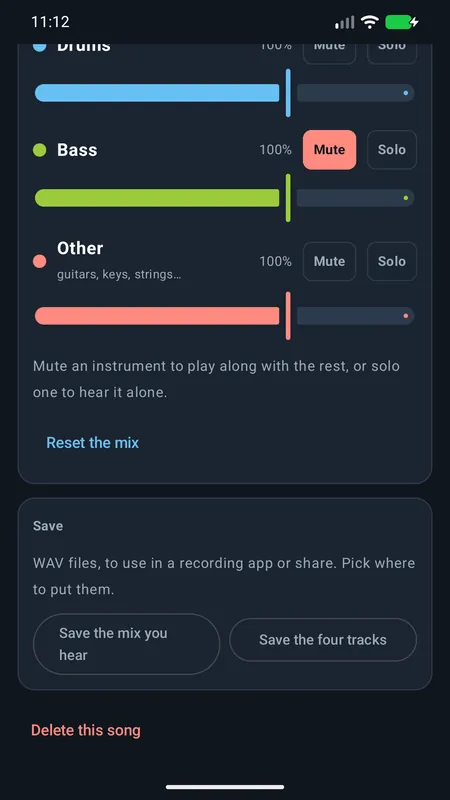 11:12
Drums
100%
Mute
Solo
Bass
100%
Mute
Solo
Other
guitars, keys, strings…
100%
Mute
Solo
Mute an instrument to play along with the rest, or solo
one to hear it alone.
Reset the mix
Save
WAV files, to use in a recording app or share. Pick where
to put them.
Save the mix you
hear
Save the four tracks
Delete this song